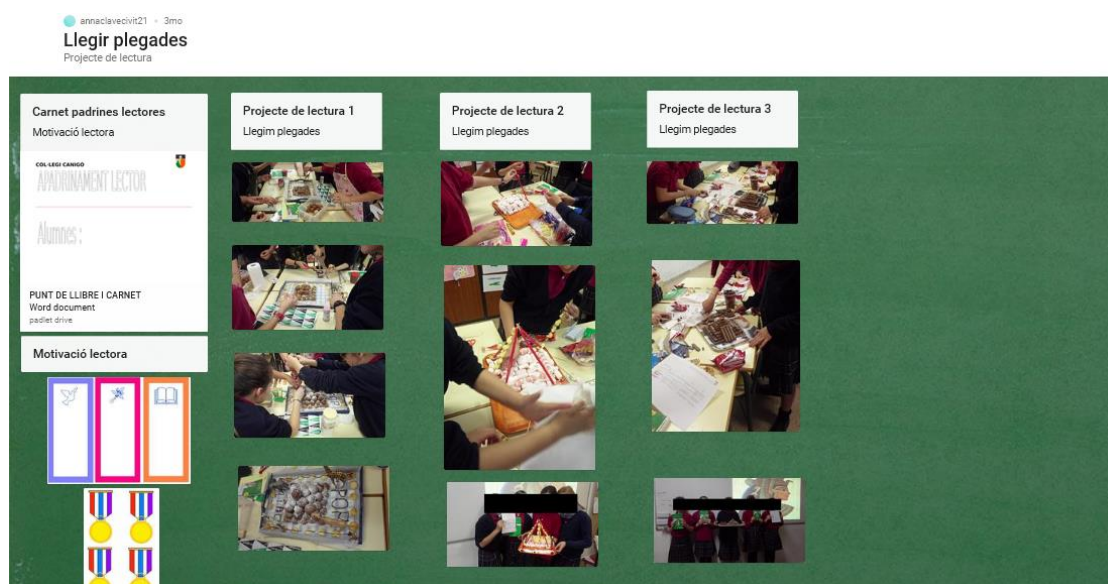 annaclavecivit21 • 3mo
Llegir plegades
Projecte de lectura
Carnet padrines lectores
Motivació lectora
COL·LEGI CANIGO
APADRINAMENT LECTOR
Alumnes :
PUNT DE LLIBRE I CARNET
Word document
padlet drive
Motivació lectora
Projecte de lectura 1
Llegim plegades
Projecte de lectura 2
Llegim plegades
Projecte de lectura 3
Llegim plegades